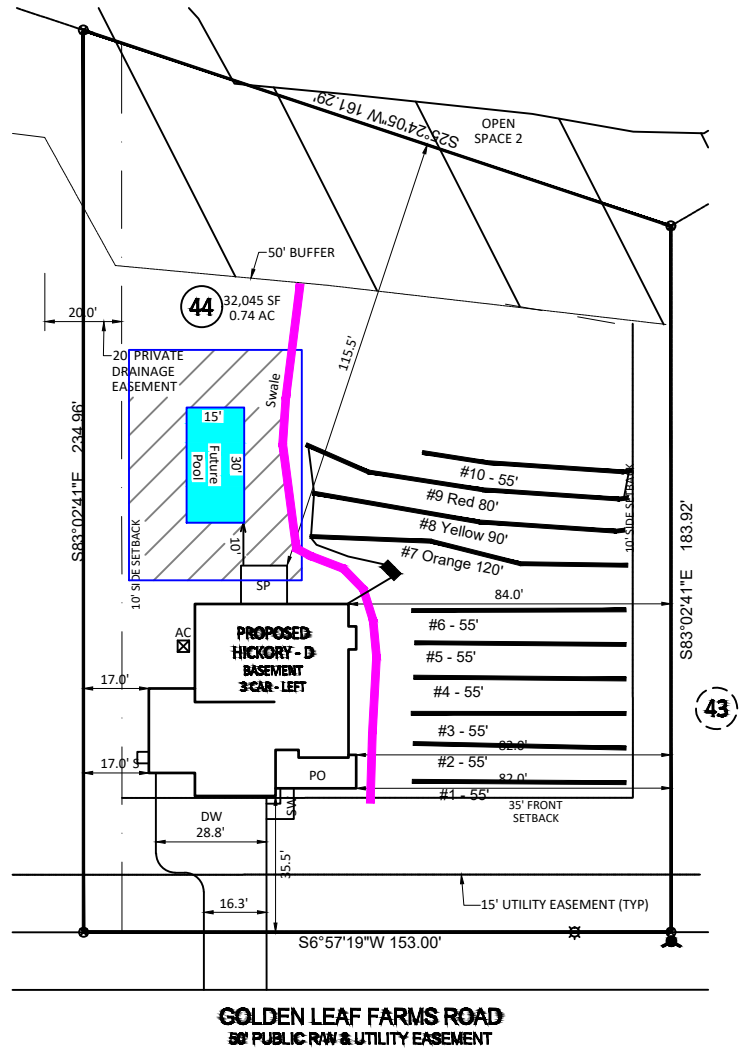 S25°24'05"W 161.29'
OPEN
SPACE 2
50' BUFFER
44
32,045 SF
0.74 AC
20.0'
20' PRIVATE
DRAINAGE
EASEMENT
115.5'
Swale
15'
30'
Future
Pool
10'
S83°02'41"E 234.96'
10' SIDE SETBACK
#10 - 55'
#9 Red 80'
#8 Yellow 90'
#7 Orange 120'
10' SIDE SETBACK
S83°02'41"E 183.92'
SP
84.0'
AC
PROPOSED
HICKORY - D
BASEMENT
3 CAR - LEFT
#6 - 55'
#5 - 55'
#4 - 55'
#3 - 55'
82.0'
#2 - 55'
82.0'
#1 - 55'
43
17.0'
17.0' S
PO
SW
35' FRONT
SETBACK
DW
28.8'
35.5'
16.3'
15' UTILITY EASEMENT (TYP)
S6°57'19"W 153.00'
GOLDEN LEAF FARMS ROAD
50' PUBLIC R/W & UTILITY EASEMENT